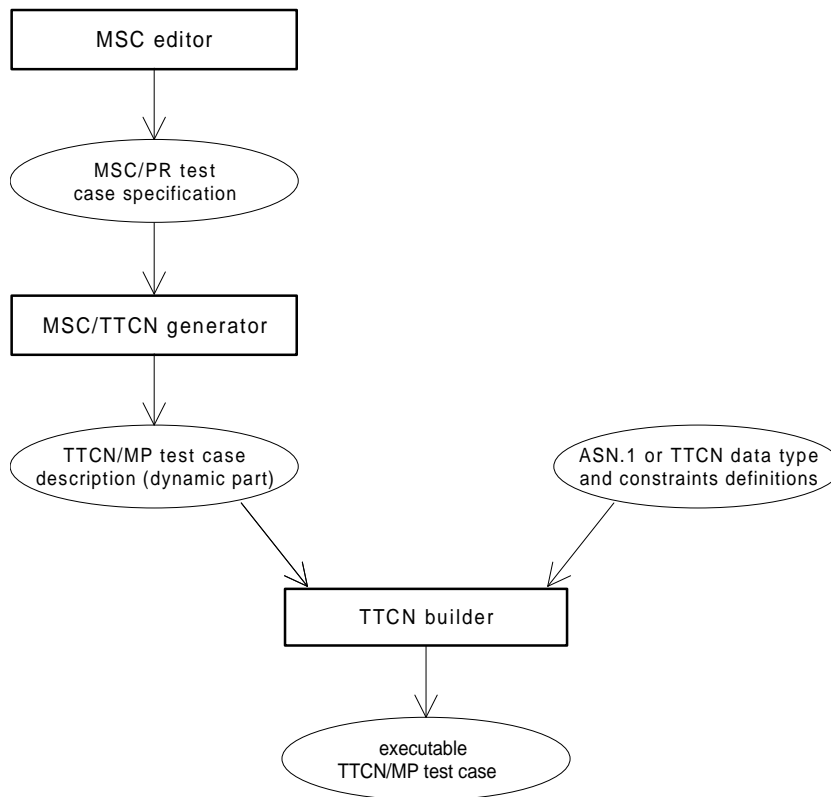 MSC editor
MSC/PR test
case specification
MSC/TTCN generator
TTCN/MP test case
description (dynamic part)
ASN.1 or TTCN data type
and constraints definitions
TTCN builder
executable
TTCN/MP test case